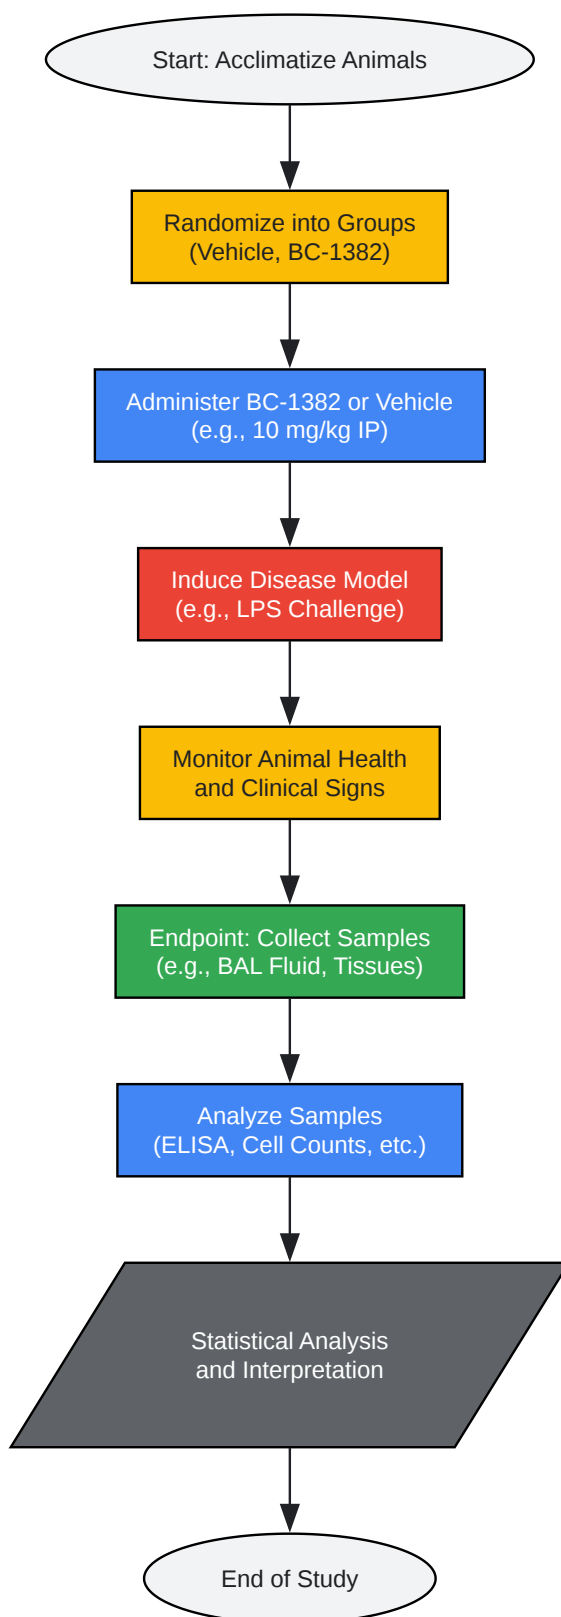 Start: Acclimatize Animals
Randomize into Groups
(Vehicle, BC-1382)
Administer BC-1382 or Vehicle
(e.g., 10 mg/kg IP)
Induce Disease Model
(e.g., LPS Challenge)
Monitor Animal Health
and Clinical Signs
Endpoint: Collect Samples
(e.g., BAL Fluid, Tissues)
Analyze Samples
(ELISA, Cell Counts, etc.)
Statistical Analysis
and Interpretation
End of Study